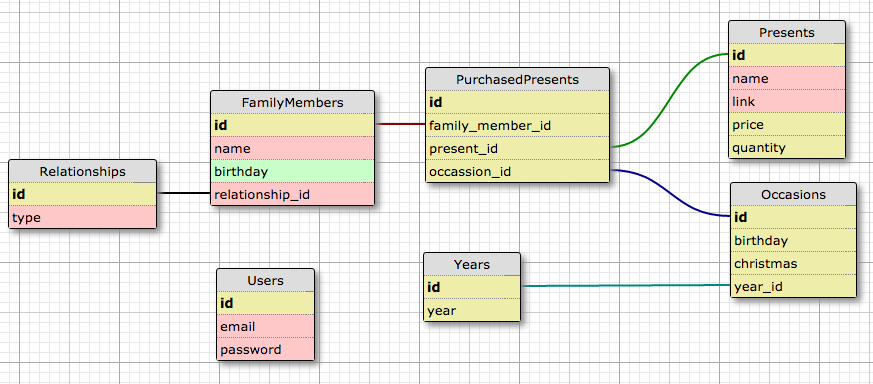 Relationships
id
type
FamilyMembers
id
name
birthday
relationship_id
Users
id
email
password
PurchasedPresents
id
family_member_id
present_id
occassion_id
Years
id
year
Presents
id
name
link
price
quantity
Occasions
id
birthday
christmas
year_id